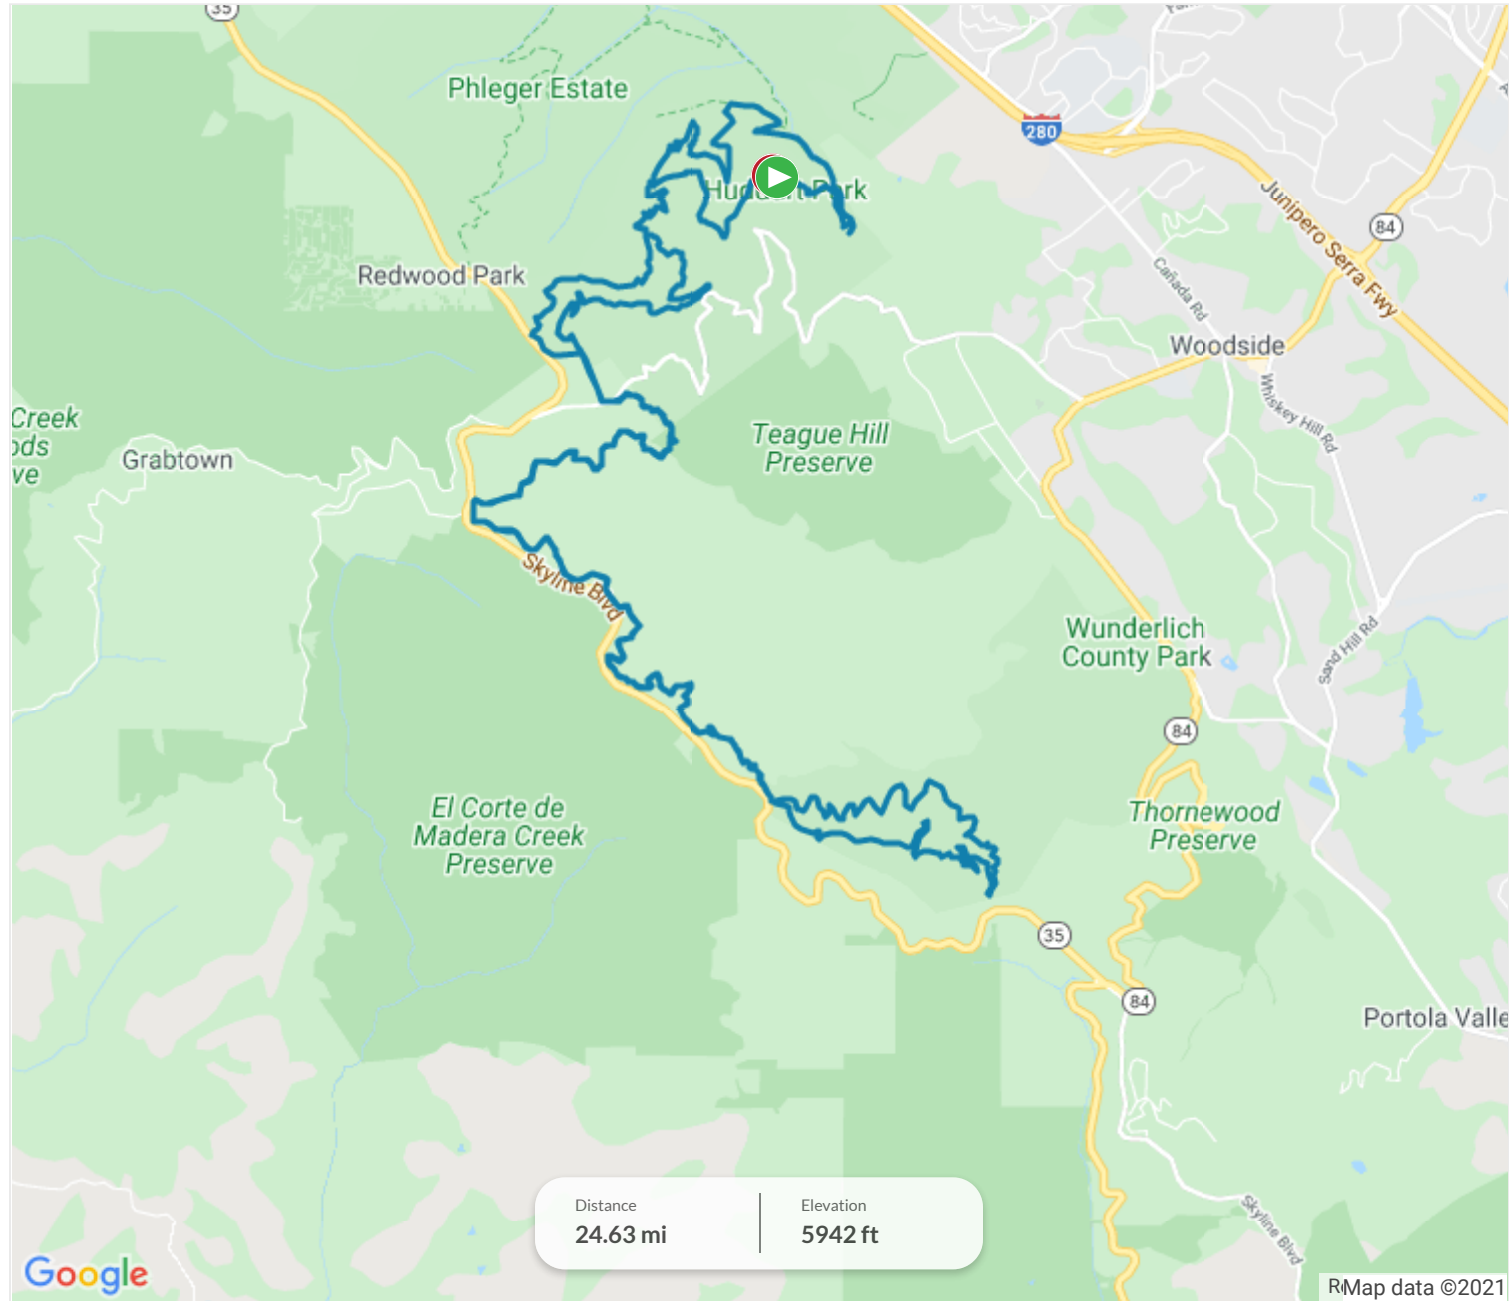 35
Phleger Estate
280
Huddart Park
84
Junipero Serra Fwy
Redwood Park
Cañada Rd
Woodside
Whiskey Hill Rd
Creek
ods
ve
Grabtown
Teague Hill
Preserve
Skyline Blvd
Wunderlich
County Park
Sand Hill Rd
84
El Corte de
Madera Creek
Preserve
Thornewood
Preserve
35
84
Portola Valle
Skyline Blvd
Distance
24.63 mi
Elevation
5942 ft
Google
Map data ©2021